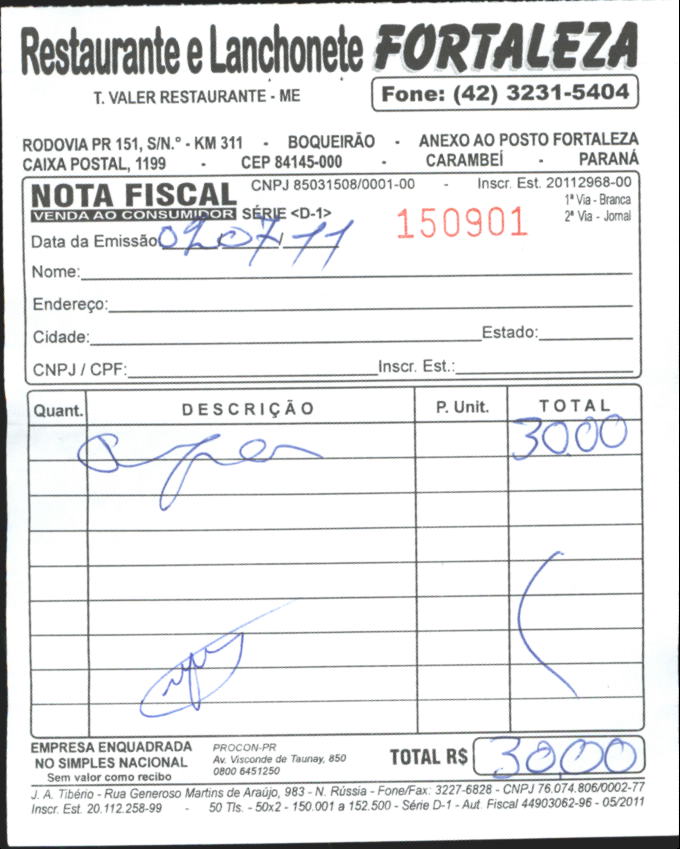 Restaurante e Lanchonete FORTALEZA
T. VALER RESTAURANTE - ME
Fone: (42) 3231-5404
RODOVIA PR 151, S/N.º - KM 311 - BOQUEIRÃO - ANEXO AO POSTO FORTALEZA
CAIXA POSTAL, 1199 - CEP 84145-000 - CARAMBEÍ - PARANÁ
NOTA FISCAL CNPJ 85031508/0001-00 - Inscr. Est. 20112968-00
VENDA AO CONSUMIDOR SÉRIE <D-1> 150901 1ª Via - Branca
2ª Via - Jornal
Data da Emissão 02/07/11
Nome:
Endereço:
Cidade: Estado:
CNPJ / CPF: Inscr. Est.:
Quant. DESCRIÇÃO P. Unit. TOTAL
3000
EMPRESA ENQUADRADA
NO SIMPLES NACIONAL
Sem valor como recibo
PROCON-PR
Av. Visconde de Taunay, 850
0800 6451250
TOTAL R$ 30,00
J. A. Tibério - Rua Generoso Martins de Araújo, 983 - N. Rússia - Fone/Fax: 3227-6828 - CNPJ 76.074.806/0002-77
Inscr. Est. 20.112.258-99 - 50 Tls. - 50x2 - 150.001 a 152.500 - Série D-1 - Aut. Fiscal 44903062-96 - 05/2011